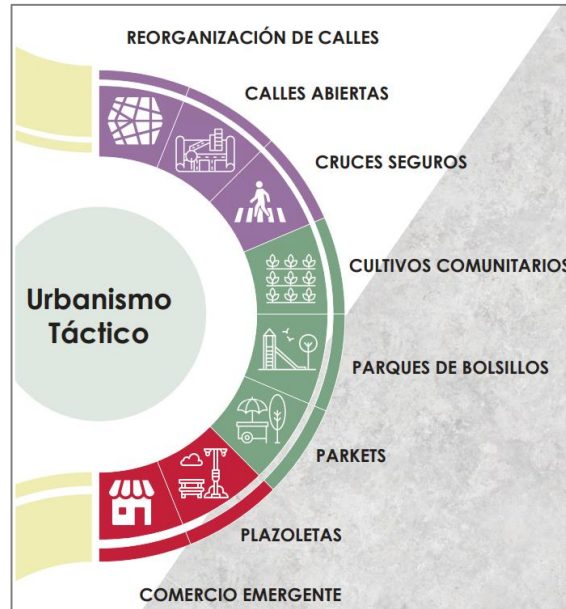 REORGANIZACIÓN DE CALLES
CALLES ABIERTAS
CRUCES SEGUROS
CULTIVOS COMUNITARIOS
Urbanismo
Táctico
PARQUES DE BOLSILLOS
PARKETS
PLAZOLETAS
COMERCIO EMERGENTE